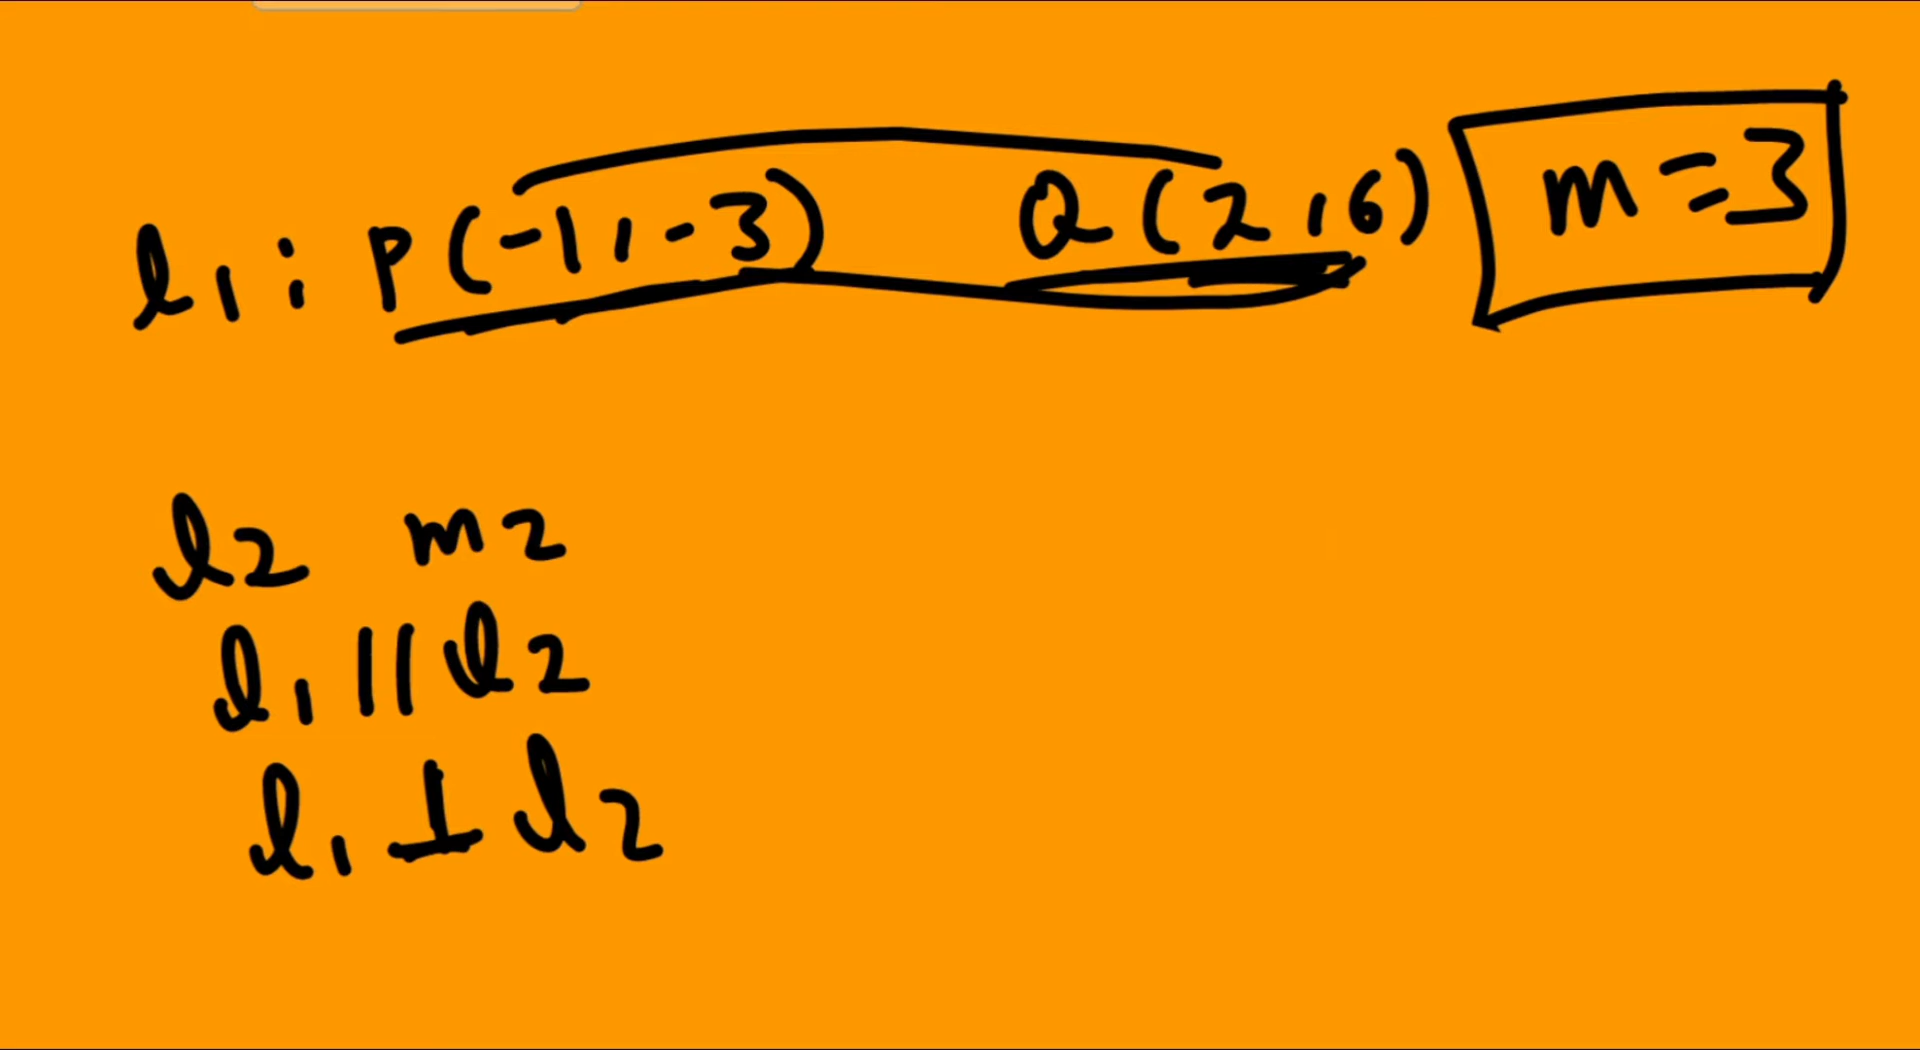 l1 : P(-1, -3) Q(2, 6) m = 3
l2 m2
l1 || l2
l1 ⊥ l2